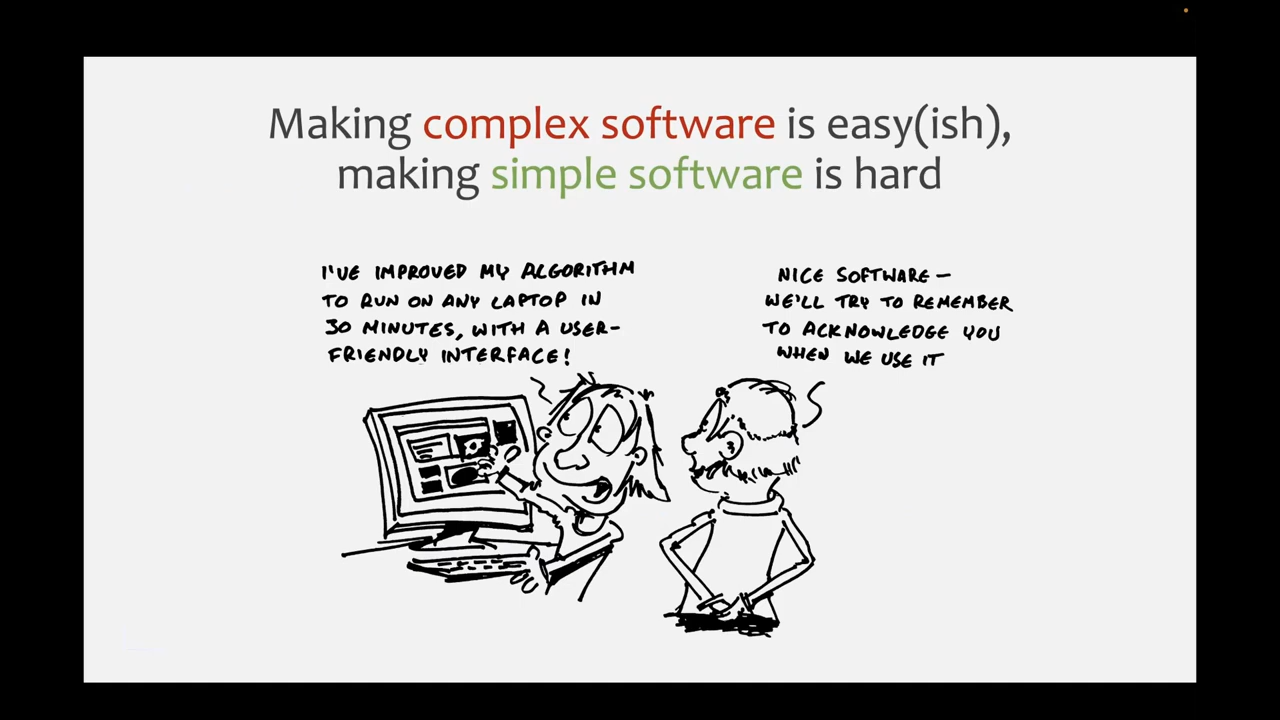 Making complex software is easy(ish),
making simple software is hard
I'VE IMPROVED MY ALGORITHM
TO RUN ON ANY LAPTOP IN
30 MINUTES, WITH A USER-
FRIENDLY INTERFACE!
NICE SOFTWARE—
WE'LL TRY TO REMEMBER
TO ACKNOWLEDGE YOU
WHEN WE USE IT